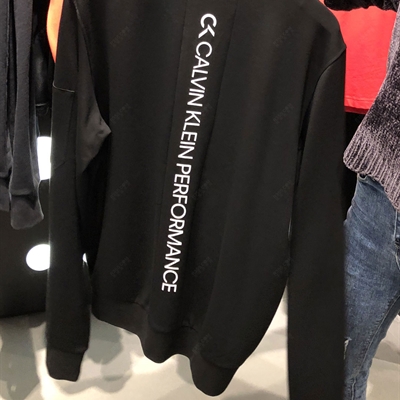 CK CALVIN KLEIN PERFORMANCE